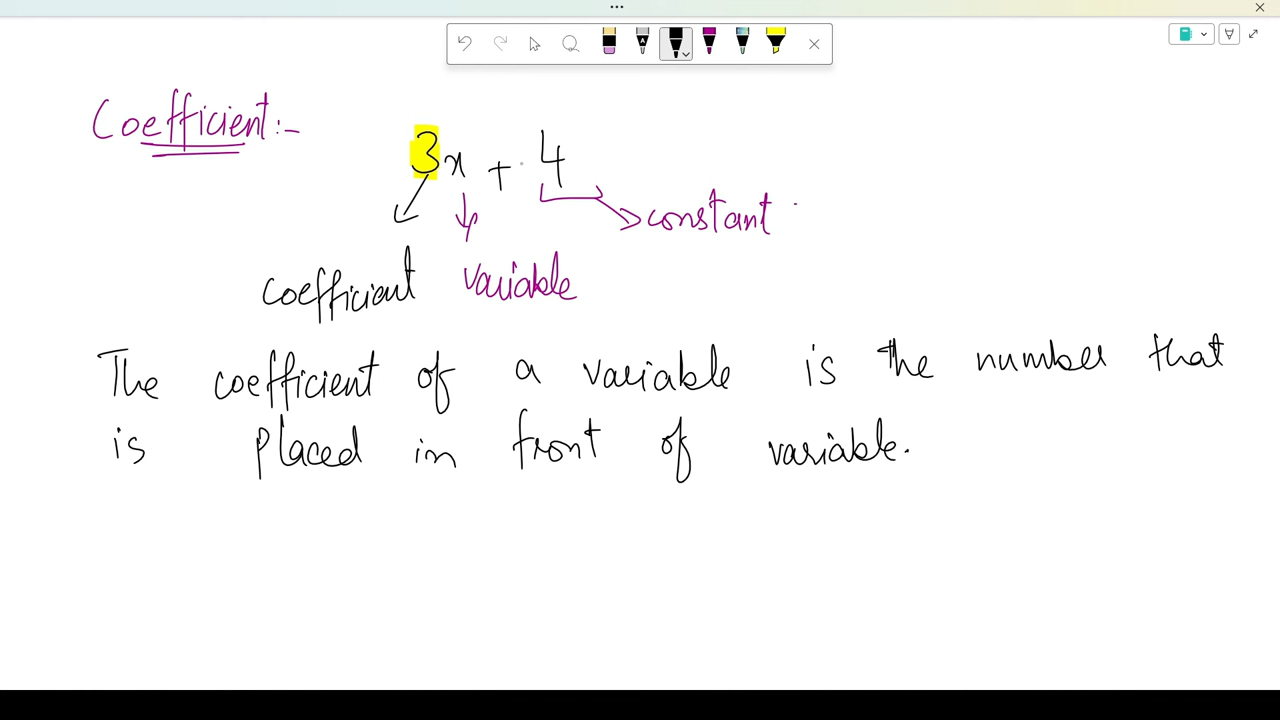 Coefficient:-
3x + 4
constant
coefficient variable
The coefficient of a variable is the number that
is placed in front of variable.